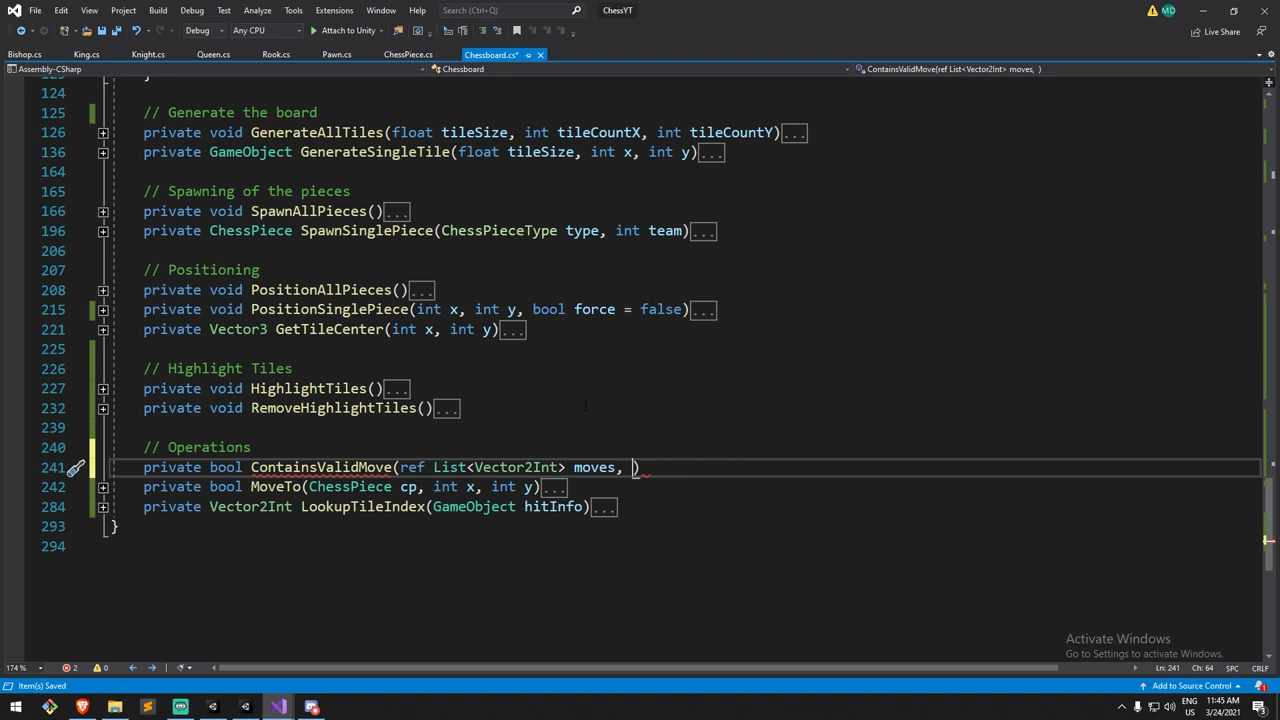 File Edit View Git Project Build Debug Test Analyze Tools Extensions Window Help Search (Ctrl+Q) ChessYT MD
Debug Any CPU Attach to Unity Live Share
Bishop.cs King.cs Knight.cs Queen.cs Rook.cs Pawn.cs ChessPiece.cs Chessboard.cs*
Assembly-CSharp Chessboard ContainsValidMove(ref List<Vector2Int> moves, )
123 }
124
125 // Generate the board
126 private void GenerateAllTiles(float tileSize, int tileCountX, int tileCountY)...
136 private GameObject GenerateSingleTile(float tileSize, int x, int y)...
164
165 // Spawning of the pieces
166 private void SpawnAllPieces()...
196 private ChessPiece SpawnSinglePiece(ChessPieceType type, int team)...
206
207 // Positioning
208 private void PositionAllPieces()...
215 private void PositionSinglePiece(int x, int y, bool force = false)...
221 private Vector3 GetTileCenter(int x, int y)...
225
226 // Highlight Tiles
227 private void HighlightTiles()...
232 private void RemoveHighlightTiles()...
239
240 // Operations
241 private bool ContainsValidMove(ref List<Vector2Int> moves, )
242 private bool MoveTo(ChessPiece cp, int x, int y)...
284 private Vector2Int LookupTileIndex(GameObject hitInfo)...
293 }
294
Activate Windows
Go to Settings to activate Windows.
174 % 2 0 Ln: 241 Ch: 64 SPC CRLF
Item(s) Saved Add to Source Control 1
ENG 11:45 AM
US 3/24/2021 3